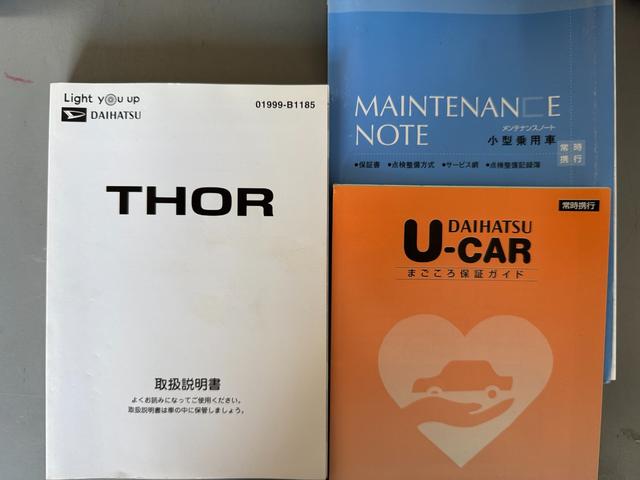 Light you up
DAIHATSU
01999-B1185
THOR
取扱説明書
よくお読みになってご使用ください。
取扱説明書は車の中に保管しましょう。
MAINTENANCE
NOTE
メンテナンスノート
小型乗用車
常時
携行
●保証書 ●点検整備方式 ●サービス網 ●点検整備記録簿
常時携行
DAIHATSU
U-CAR
まごころ保証ガイド